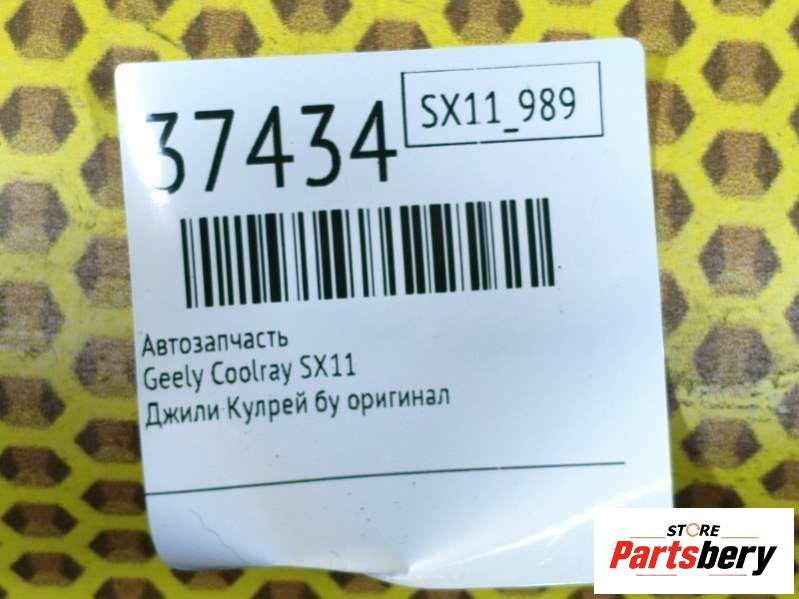 37434
SX11_989
Автозапчасть
Geely Coolray SX11
Джили Кулрей бу оригинал
STORE
Partsbery